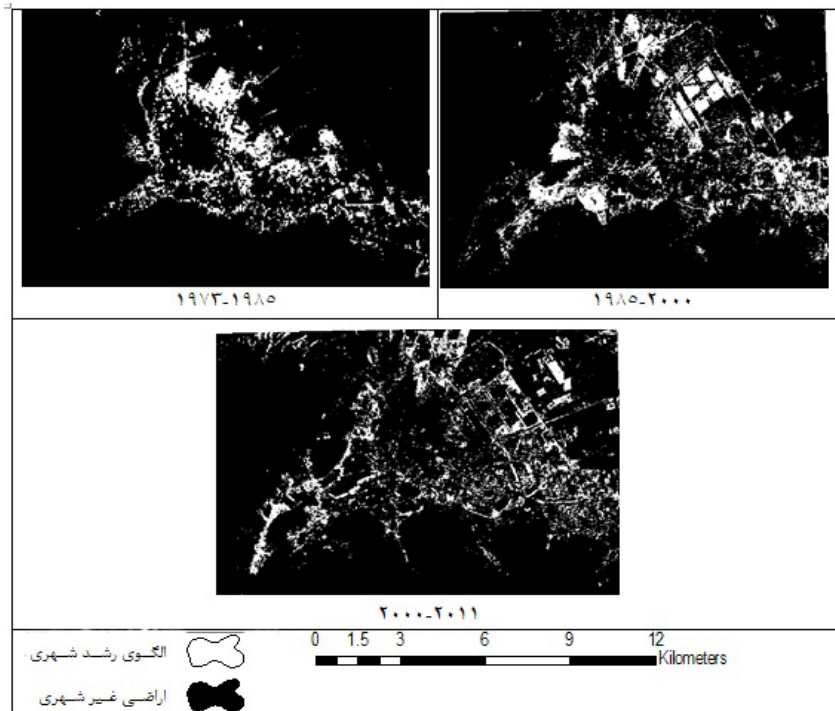 ۱۹۷۳-۱۹۸۵
۱۹۸۵-۲۰۰۰
۲۰۰۰-۲۰۱۱
الگوی رشد شهری
0 1.5 3 6 9 12
Kilometers
اراضی غیر شهری